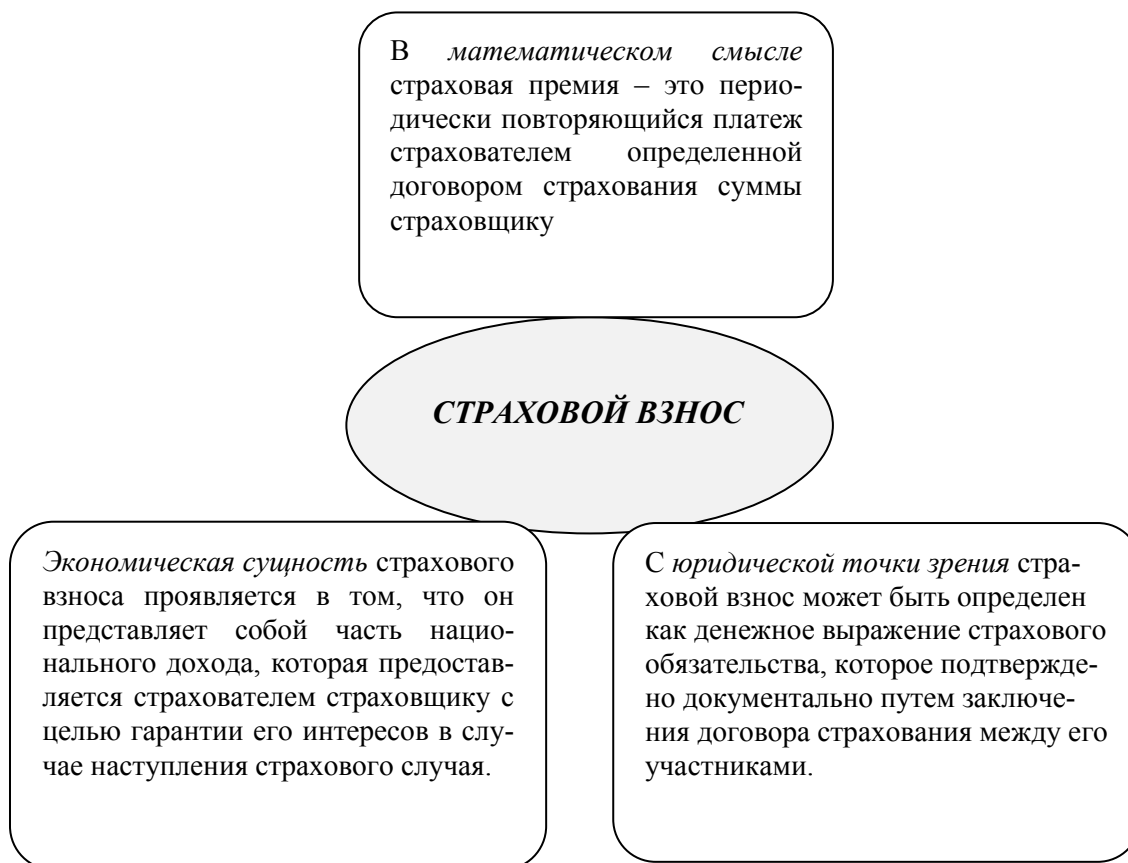 В математическом смысле
страховая премия – это перио-
дически повторяющийся платеж
страхователем определенной
договором страхования суммы
страховщику
СТРАХОВОЙ ВЗНОС
Экономическая сущность страхового
взноса проявляется в том, что он
представляет собой часть нацио-
нального дохода, которая предостав-
ляется страхователем страховщику с
целью гарантии его интересов в слу-
чае наступления страхового случая.
С юридической точки зрения стра-
ховой взнос может быть определен
как денежное выражение страхового
обязательства, которое подтвержде-
но документально путем заключе-
ния договора страхования между его
участниками.